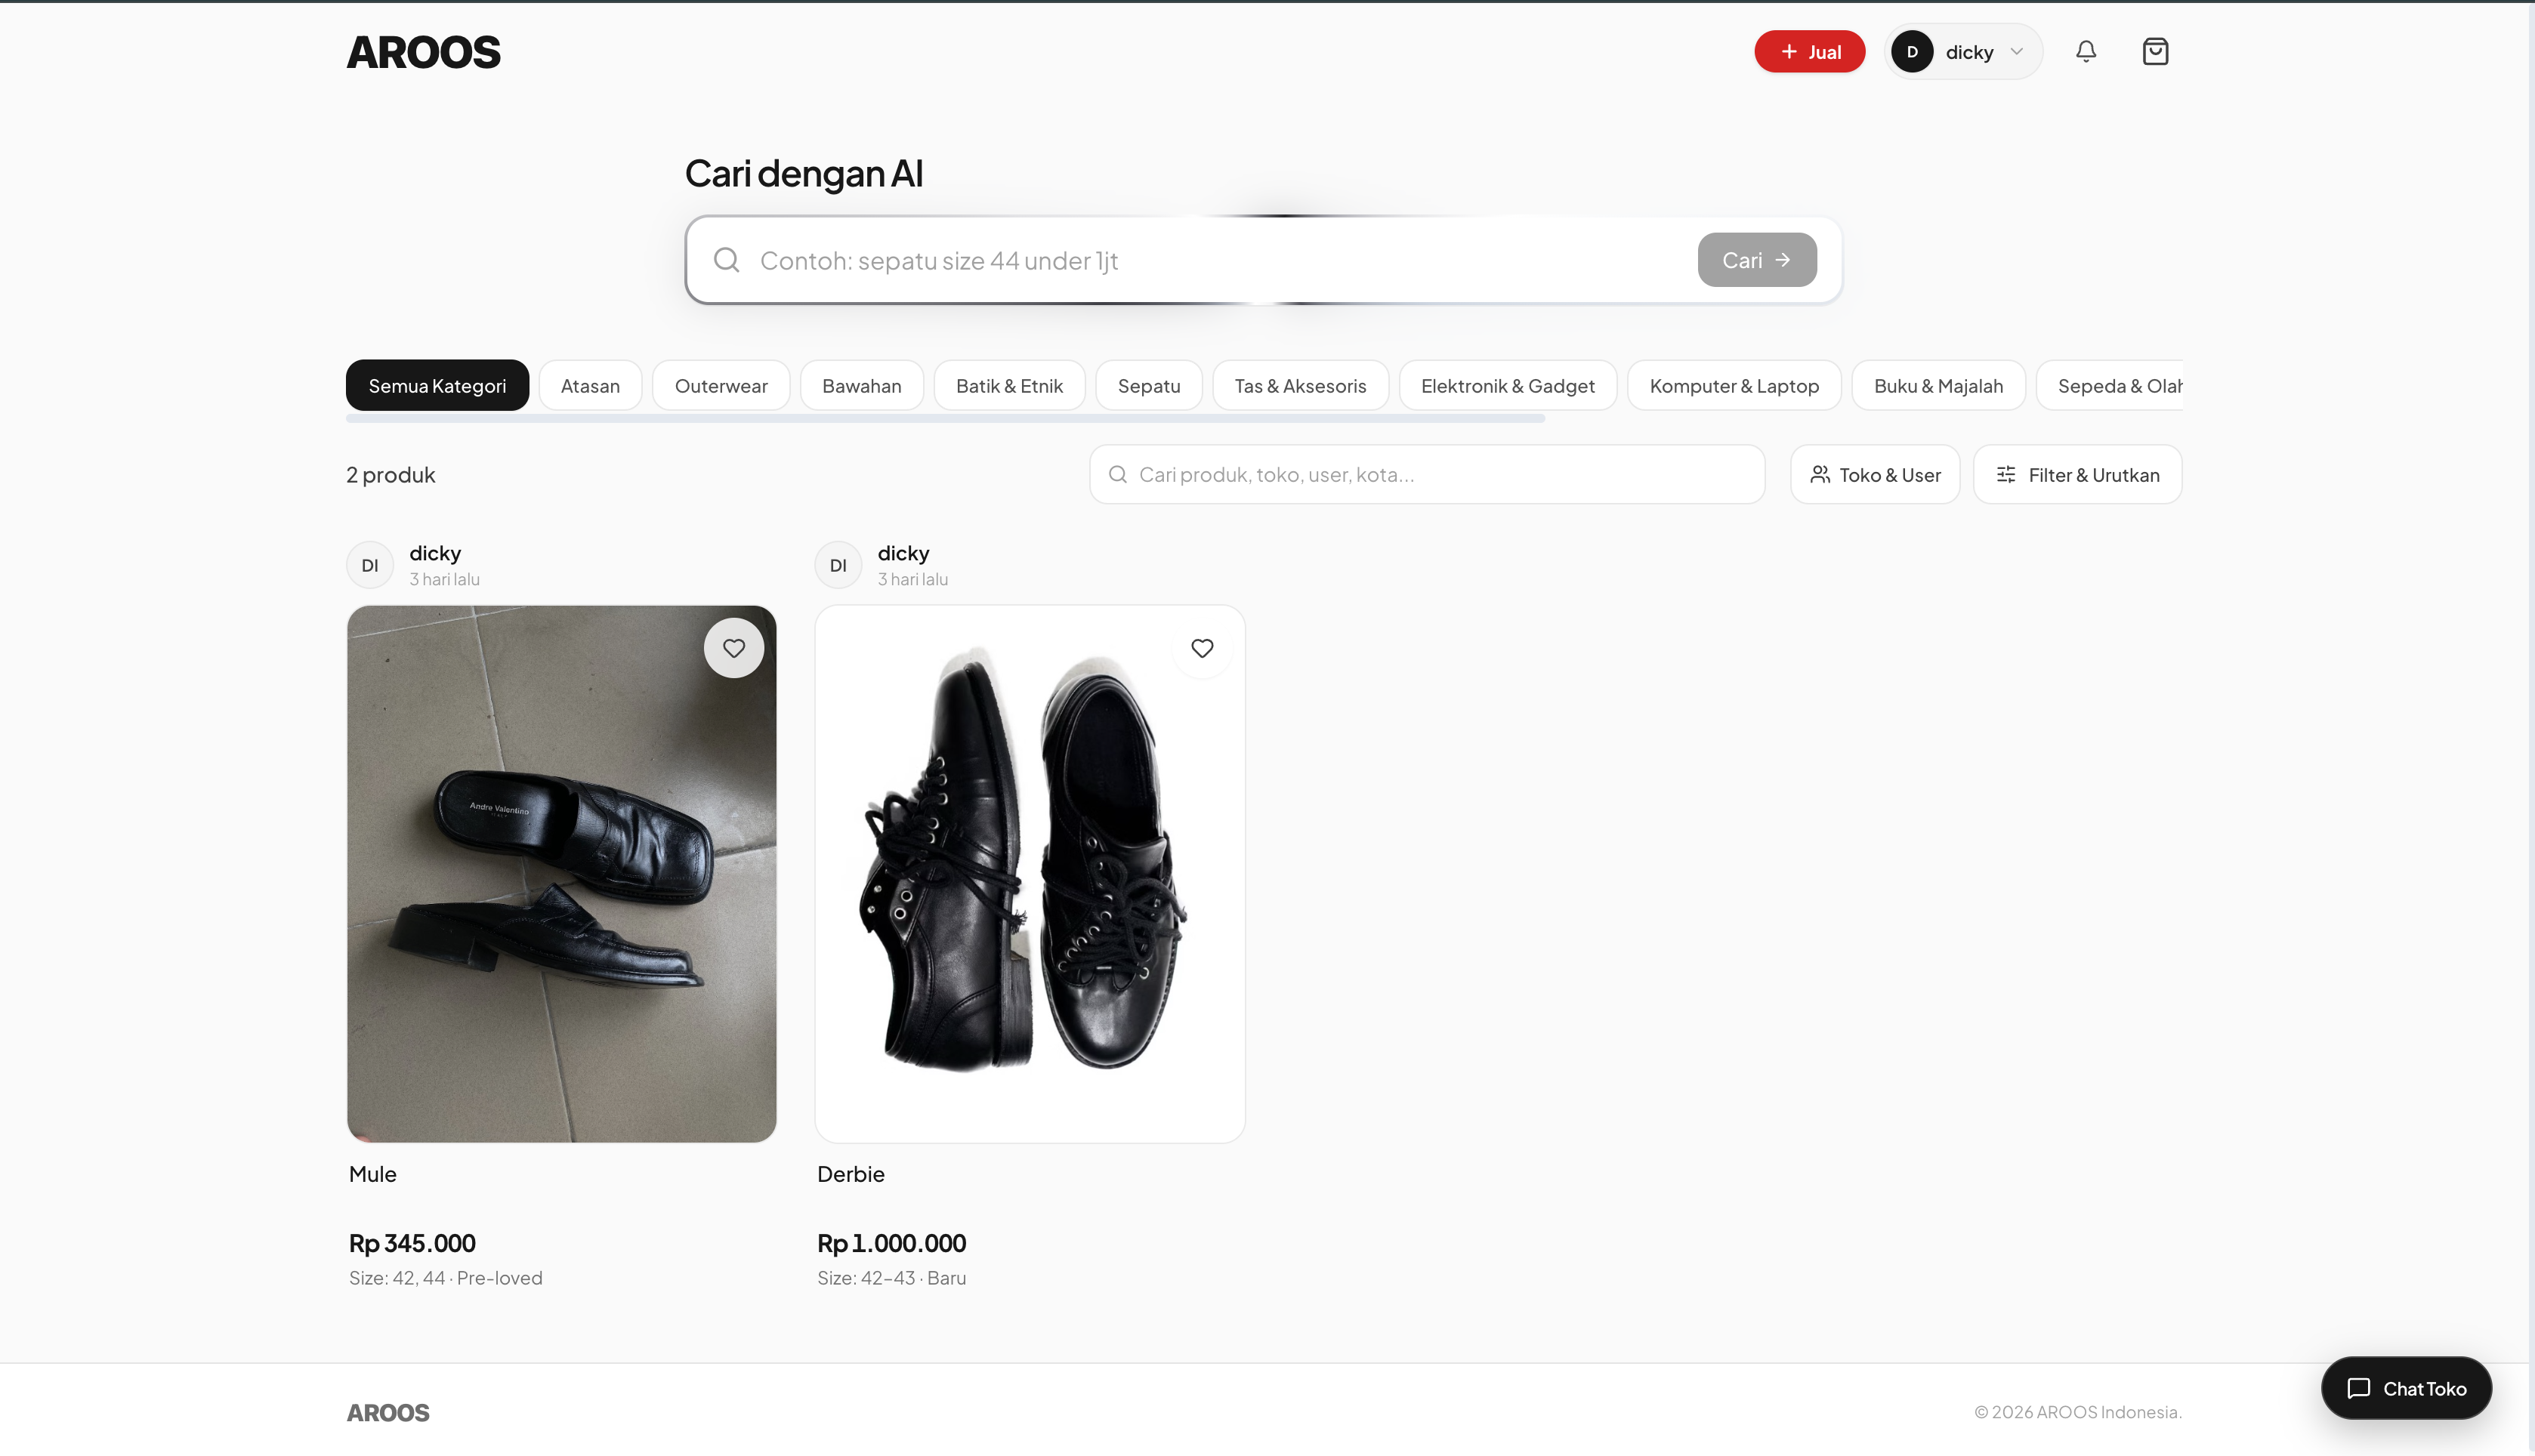 AROOS
Jual
D
dicky
Cari dengan AI
Contoh: sepatu size 44 under 1jt
Cari
Semua Kategori
Atasan
Outerwear
Bawahan
Batik & Etnik
Sepatu
Tas & Aksesoris
Elektronik & Gadget
Komputer & Laptop
Buku & Majalah
Sepeda & Olah
2 produk
Cari produk, toko, user, kota...
Toko & User
Filter & Urutkan
DI
dicky
3 hari lalu
Andre Valentino
ITALY
Mule
Rp 345.000
Size: 42, 44 · Pre-loved
DI
dicky
3 hari lalu
Derbie
Rp 1.000.000
Size: 42–43 · Baru
AROOS
© 2026 AROOS Indonesia.
Chat Toko